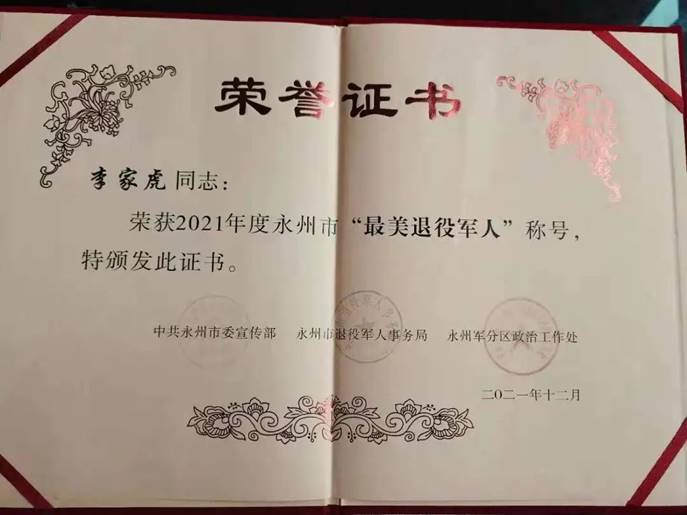 荣誉证书
李家虎 同志：
荣获2021年度永州市“最美退役军人”称号，
特颁发此证书。
中共永州市委宣传部 永州市退役军人事务局 永州军分区政治工作处
二〇二一年十二月